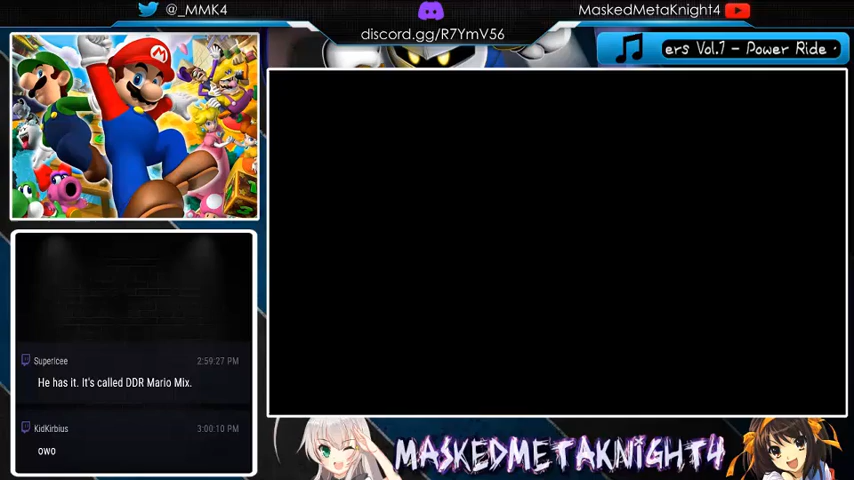 @_MMK4
discord.gg/R7YmV56
MaskedMetaKnight4
ers Vol.1 - Power Ride
Supericee
2:59:27 PM
He has it. It's called DDR Mario Mix.
KidKirbius
3:00:10 PM
owo
MASKEDMETAKNIGHT4